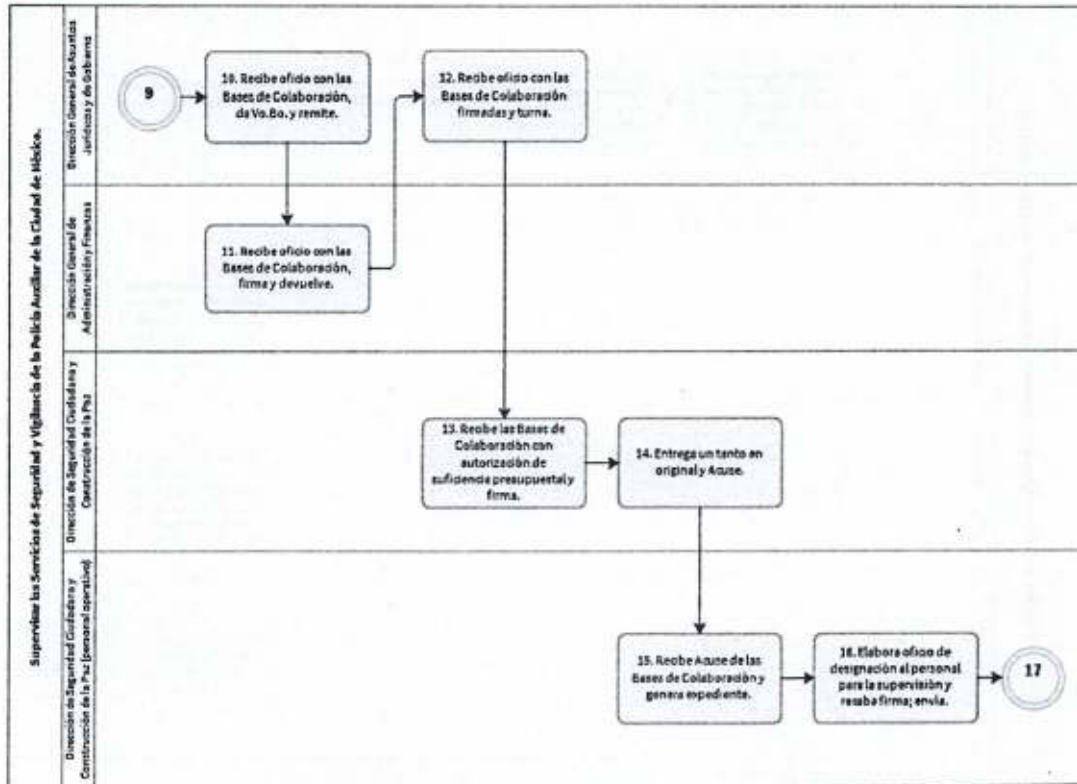 Supervisar los Servicios de Seguridad y Vigilancia de la Policía Auxiliar de la Ciudad de México.
Dirección General de Asuntos
Jurídicos y de Gobierno
9
10. Recibe oficio con las
Bases de Colaboración,
da Vo.Bo. y remite.
12. Recibe oficio con las
Bases de Colaboración
firmadas y turna.
Dirección General de
Administración y Finanzas
11. Recibe oficio con las
Bases de Colaboración,
firma y devuelve.
Dirección de Seguridad Ciudadana y
Construcción de la Paz
13. Recibe las Bases de
Colaboración con
autorización de
suficiencia presupuestal y
firma.
14. Entrega un tanto en
original y Acuse.
Dirección de Seguridad Ciudadana y
Construcción de la Paz (personal operativo)
15. Recibe Acuse de las
Bases de Colaboración y
genera expediente.
16. Elabora oficio de
designación al personal
para la supervisión y
recaba firma; envía.
17